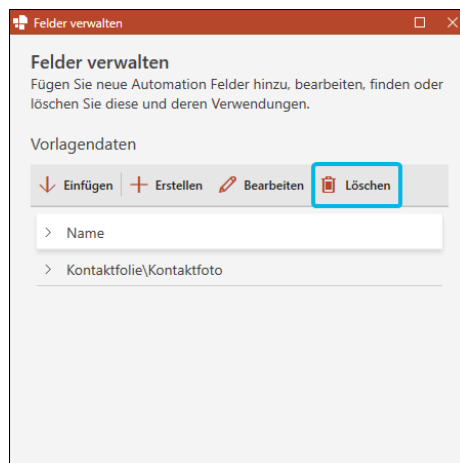 Felder verwalten
Felder verwalten
Fügen Sie neue Automation Felder hinzu, bearbeiten, finden oder
löschen Sie diese und deren Verwendungen.
Vorlagendaten
Einfügen Erstellen Bearbeiten Löschen
Name
Kontaktfolie\Kontaktfoto